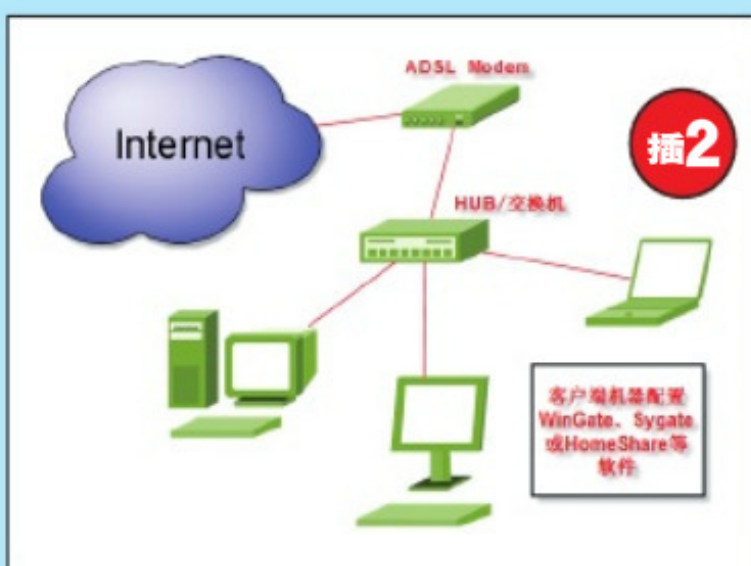 ADSL Modem
Internet
插2
HUB/交换机
客户端机器配置
WinGate、Sygate
或HomeShare等
软件